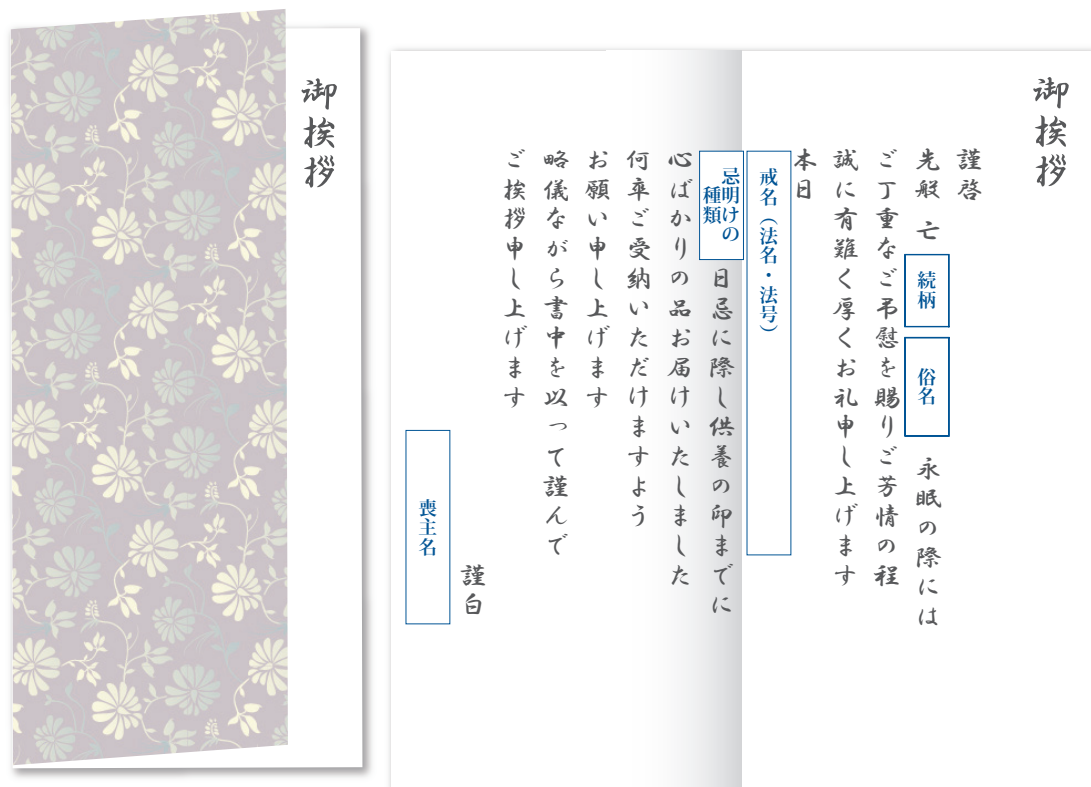 御挨拶
御挨拶
謹啓
先般 亡 続柄 俗名 永眠の際には
ご丁重なご弔慰を賜りご芳情の程
誠に有難く厚くお礼申し上げます
本日
戒名(法名・法号)
忌明けの種類 日忌に際し供養の印までに
心ばかりの品お届けいたしました
何卒ご受納いただけますよう
お願い申し上げます
略儀ながら書中を以って謹んで
ご挨拶申し上げます
謹白
喪主名